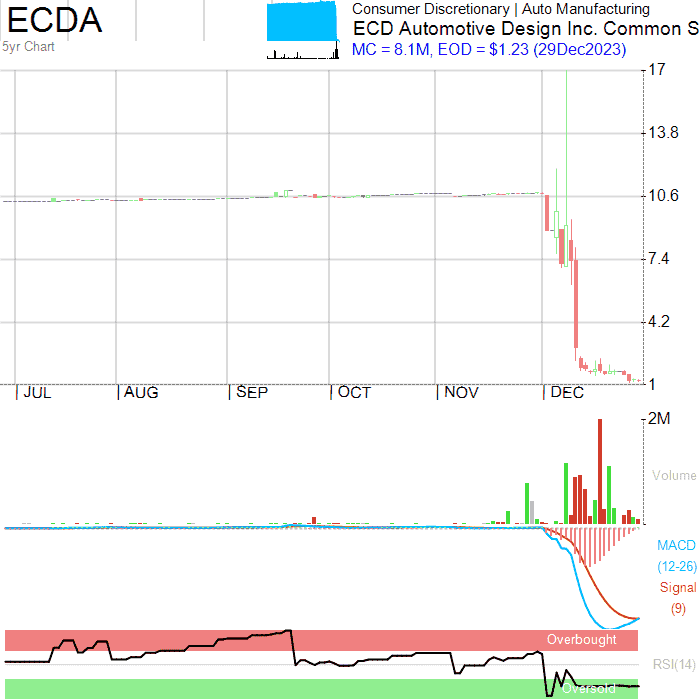 ECDA
5yr Chart
Consumer Discretionary | Auto Manufacturing
ECD Automotive Design Inc. Common S
MC = 8.1M, EOD = $1.23 (29Dec2023)
17
13.8
10.6
7.4
4.2
1
JUL AUG SEP OCT NOV DEC
2M
Volume
MACD
(12-26)
Signal
(9)
Overbought
RSI(14)
Oversold